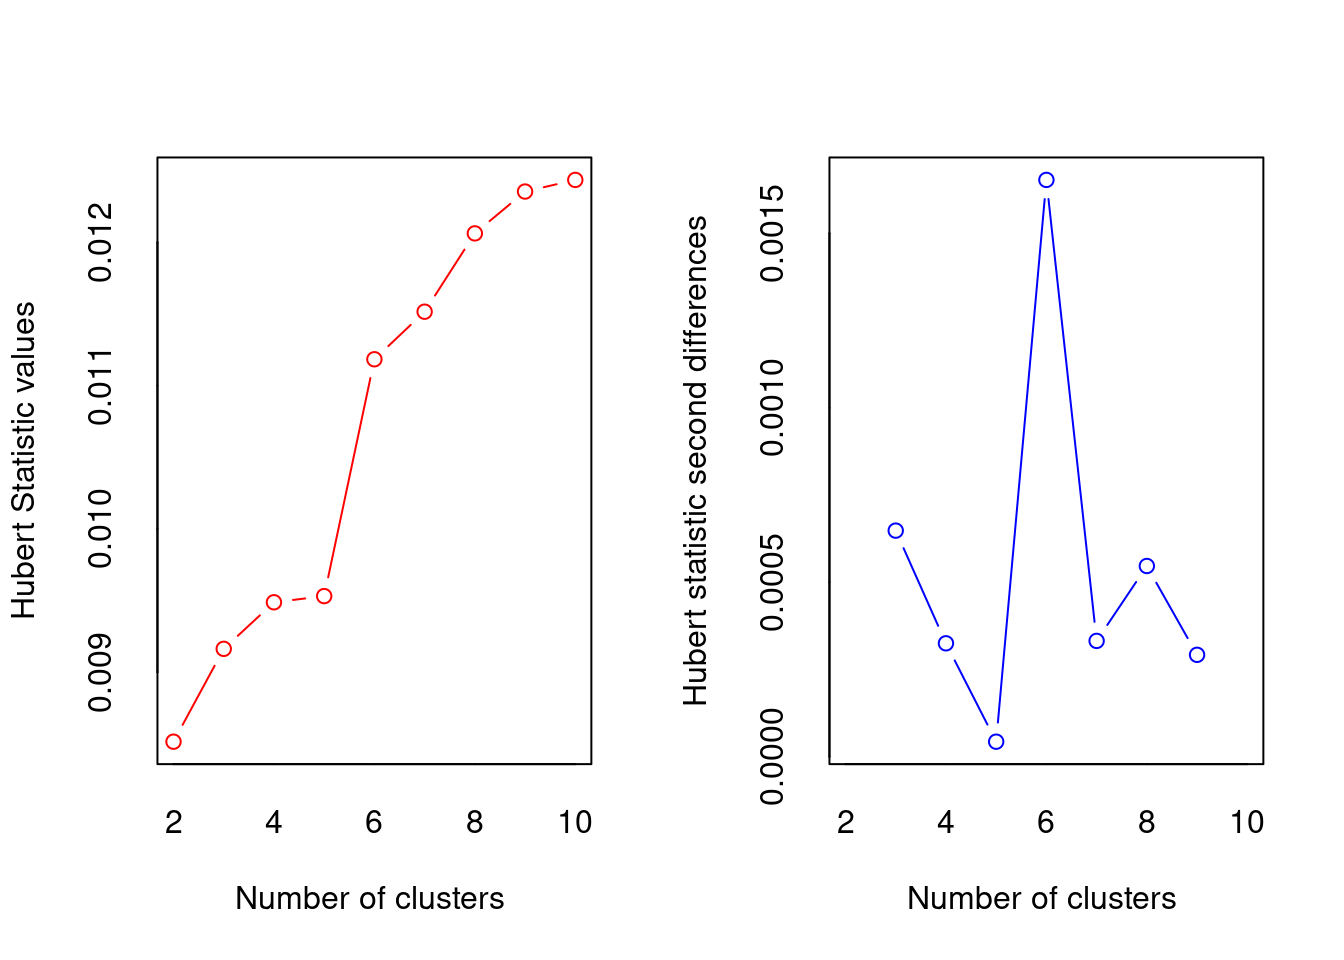 Hubert Statistic values
0.009 0.010 0.011 0.012
2 4 6 8 10
Number of clusters
Hubert statistic second differences
0.0000 0.0005 0.0010 0.0015
2 4 6 8 10
Number of clusters